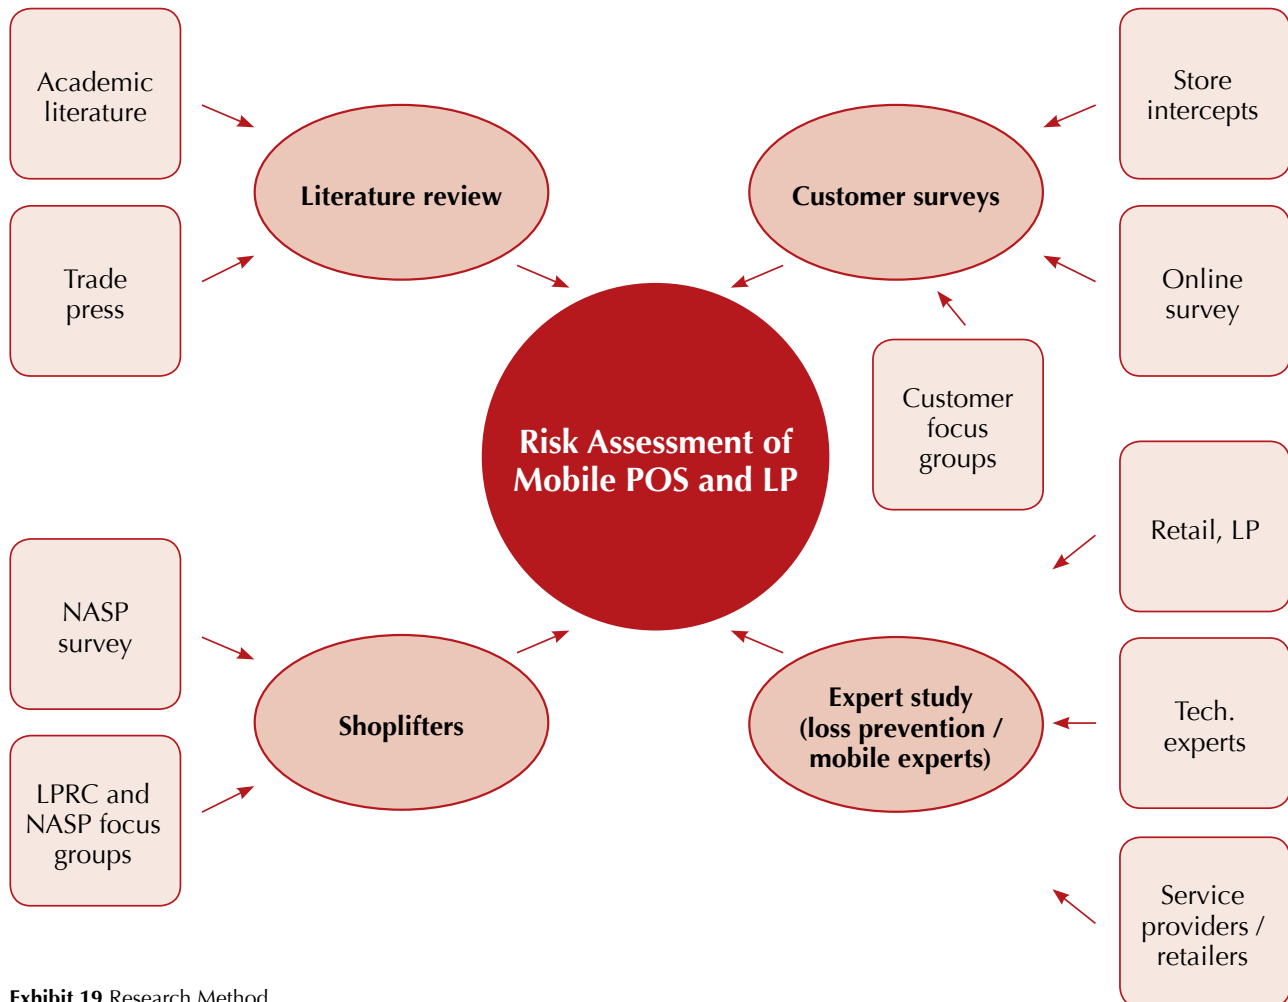 Academic
literature
Trade
press
Literature review
Customer surveys
Store
intercepts
Online
survey
Customer
focus
groups
Risk Assessment of
Mobile POS and LP
NASP
survey
LPRC and
NASP focus
groups
Shoplifters
Expert study
(loss prevention /
mobile experts)
Retail, LP
Tech.
experts
Service
providers /
retailers
Exhibit 19 Research Method